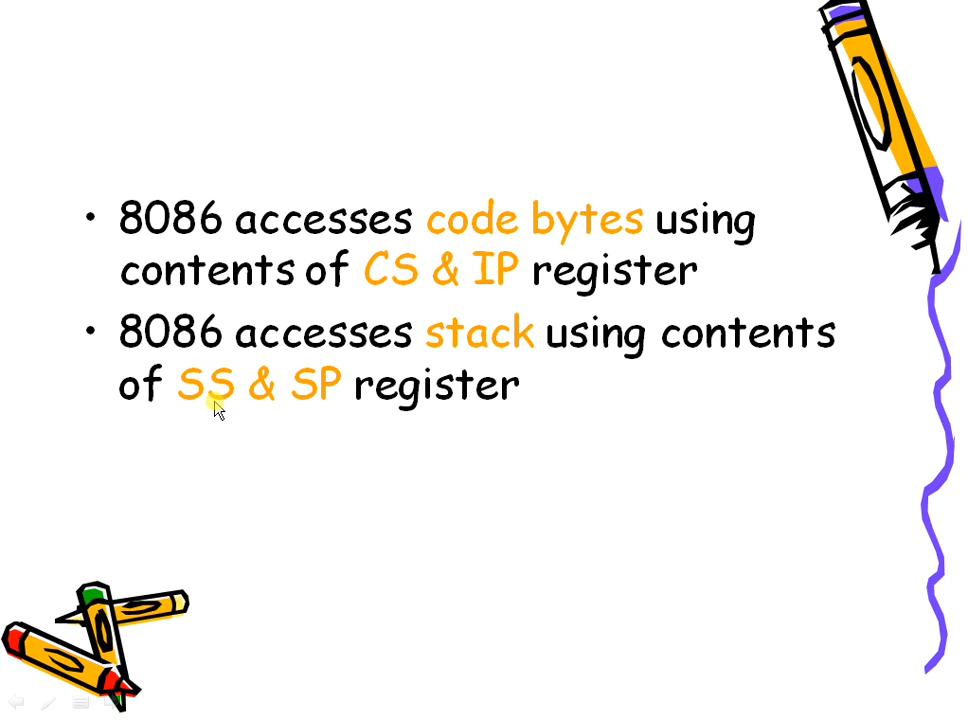 • 8086 accesses code bytes using
contents of CS & IP register
• 8086 accesses stack using contents
of SS & SP register